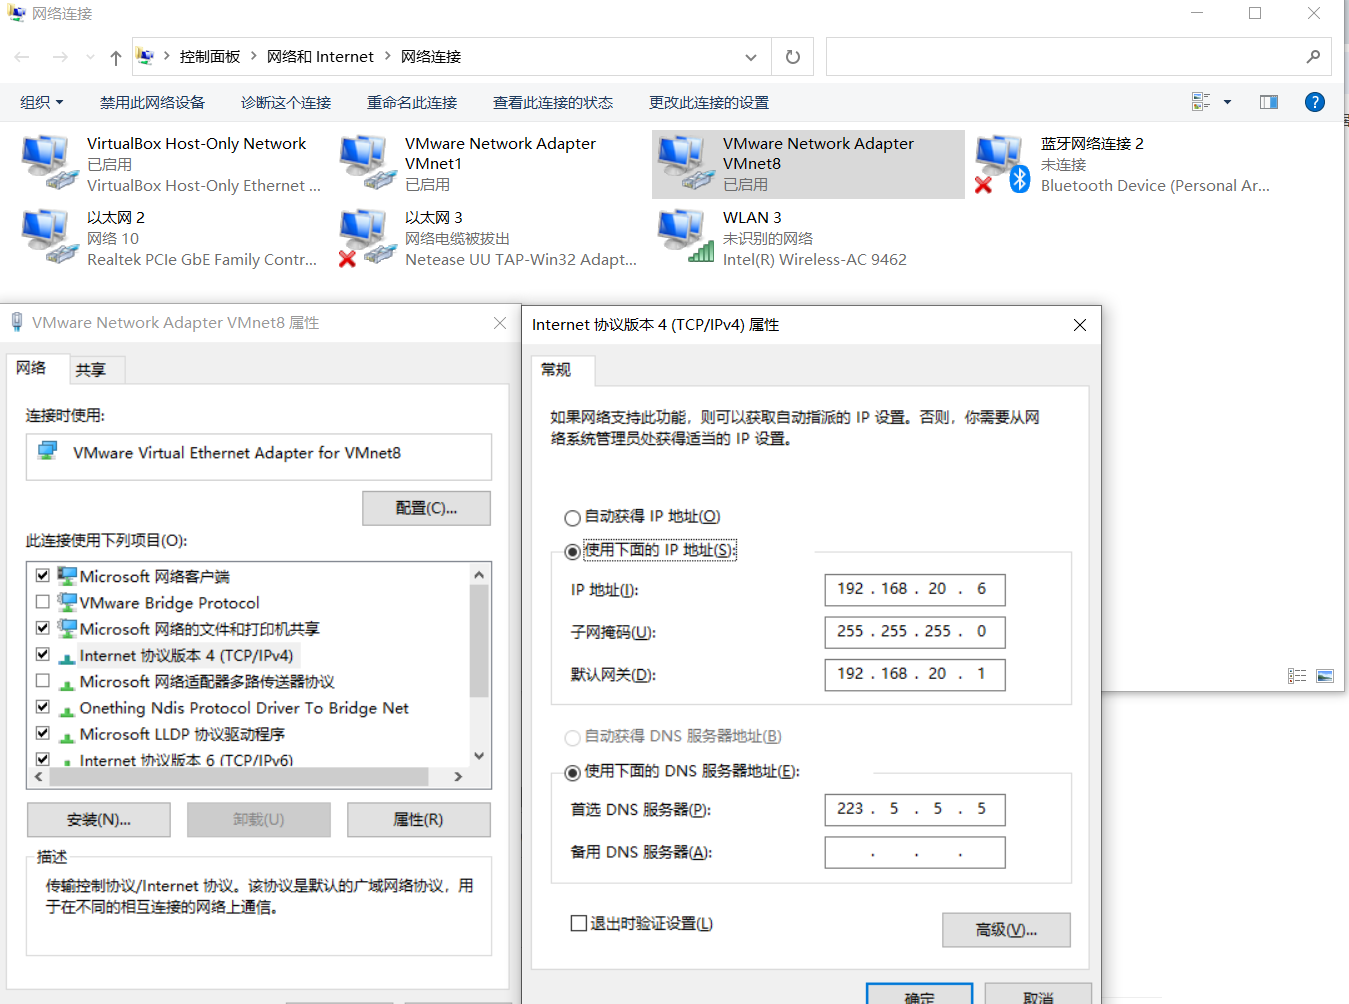 网络连接
控制面板 > 网络和 Internet > 网络连接
组织 禁用此网络设备 诊断这个连接 重命名此连接 查看此连接的状态 更改此连接的设置
VirtualBox Host-Only Network
已启用
VirtualBox Host-Only Ethernet ...
VMware Network Adapter
VMnet1
已启用
VMware Network Adapter
VMnet8
已启用
蓝牙网络连接 2
未连接
Bluetooth Device (Personal Ar...
以太网 2
网络 10
Realtek PCIe GbE Family Contr...
以太网 3
网络电缆被拔出
Netease UU TAP-Win32 Adapt...
WLAN 3
未识别的网络
Intel(R) Wireless-AC 9462
VMware Network Adapter VMnet8 属性
网络 共享
连接时使用:
VMware Virtual Ethernet Adapter for VMnet8
配置(C)...
此连接使用下列项目(O):
Microsoft 网络客户端
VMware Bridge Protocol
Microsoft 网络的文件和打印机共享
Internet 协议版本 4 (TCP/IPv4)
Microsoft 网络适配器多路传送器协议
Onething Ndis Protocol Driver To Bridge Net
Microsoft LLDP 协议驱动程序
Internet 协议版本 6 (TCP/IPv6)
安装(N)... 卸载(U) 属性(R)
描述
传输控制协议/Internet 协议。该协议是默认的广域网络协议，用
于在不同的相互连接的网络上通信。
Internet 协议版本 4 (TCP/IPv4) 属性
常规
如果网络支持此功能，则可以获取自动指派的 IP 设置。否则，你需要从网
络系统管理员处获得适当的 IP 设置。
自动获得 IP 地址(O)
使用下面的 IP 地址(S):
IP 地址(I): 192 . 168 . 20 . 6
子网掩码(U): 255 . 255 . 255 . 0
默认网关(D): 192 . 168 . 20 . 1
自动获得 DNS 服务器地址(B)
使用下面的 DNS 服务器地址(E):
首选 DNS 服务器(P): 223 . 5 . 5 . 5
备用 DNS 服务器(A): . . .
退出时验证设置(L)
高级(V)...
确定 取消